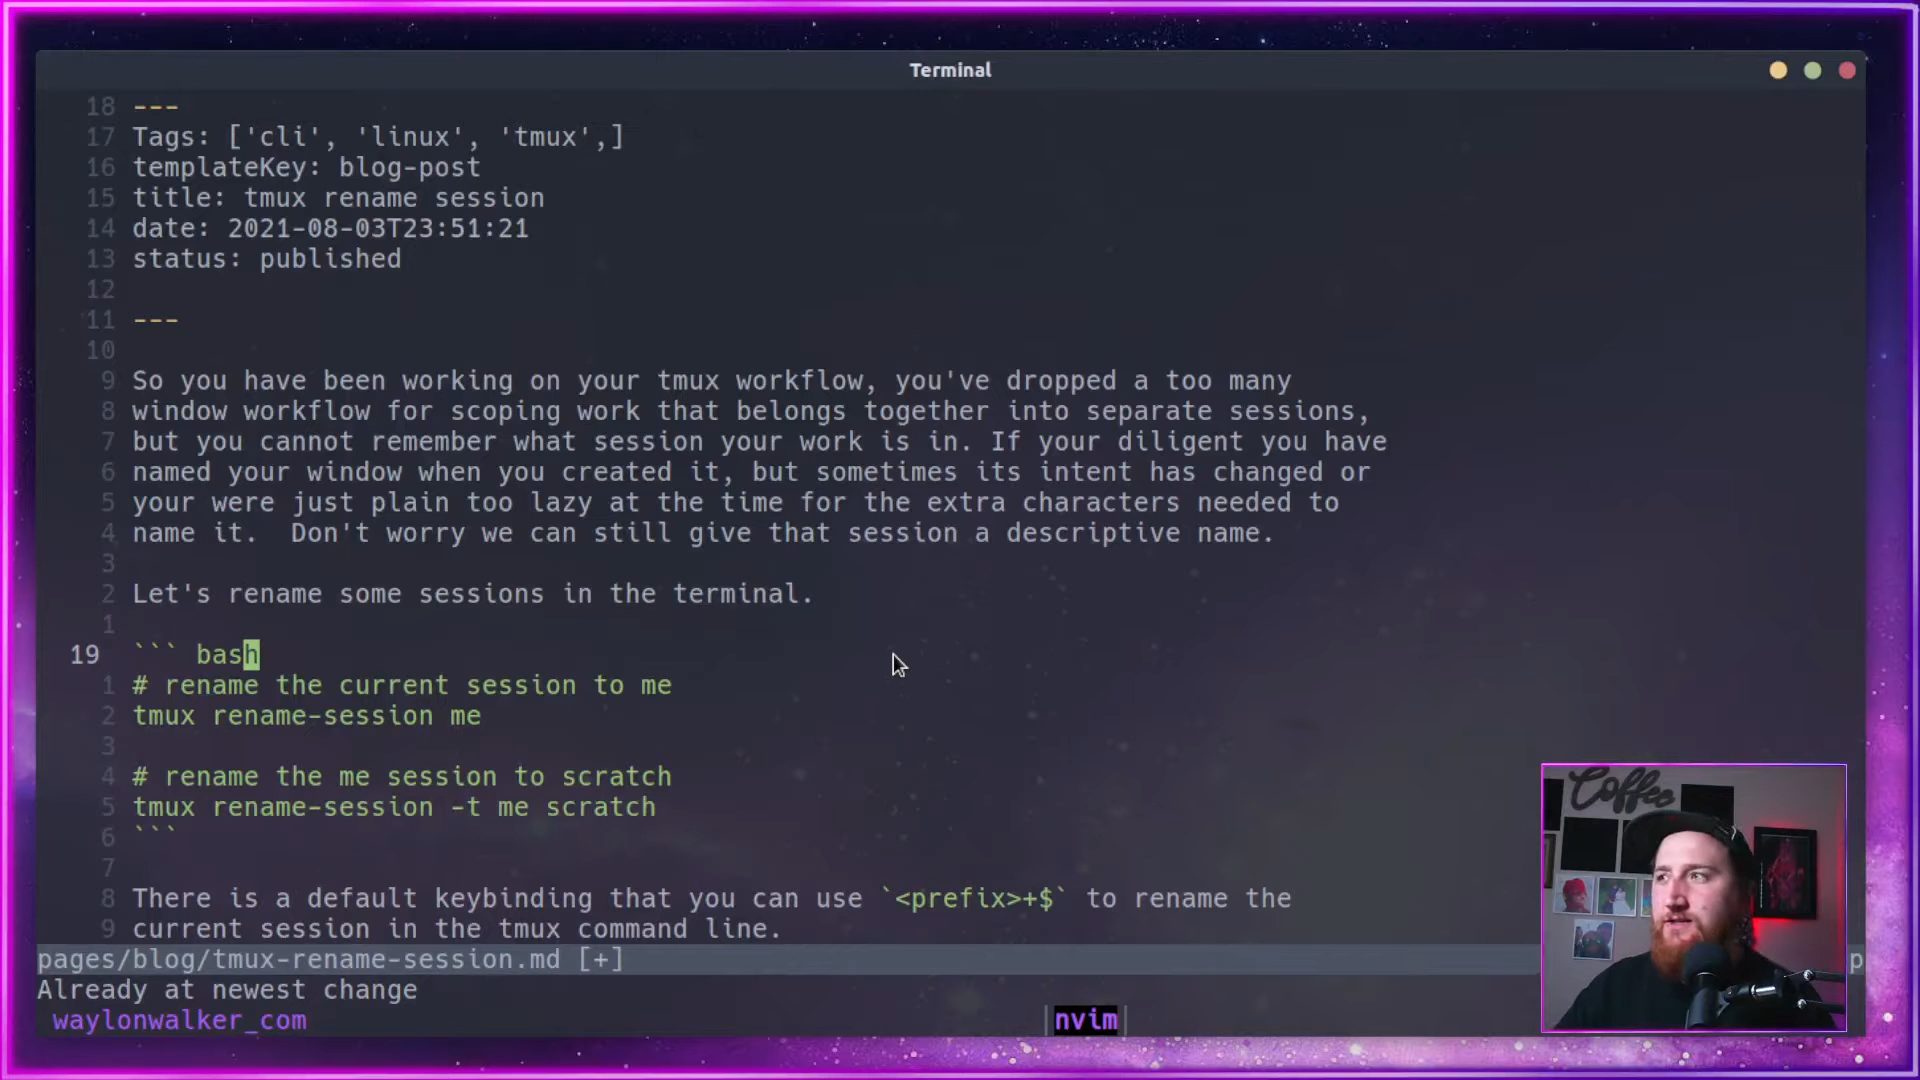 Terminal
18 ---
17 Tags: ['cli', 'linux', 'tmux',]
16 templateKey: blog-post
15 title: tmux rename session
14 date: 2021-08-03T23:51:21
13 status: published
12
11 ---
10
9 So you have been working on your tmux workflow, you've dropped a too many
8 window workflow for scoping work that belongs together into separate sessions,
7 but you cannot remember what session your work is in. If your diligent you have
6 named your window when you created it, but sometimes its intent has changed or
5 your were just plain too lazy at the time for the extra characters needed to
4 name it.  Don't worry we can still give that session a descriptive name.
3
2 Let's rename some sessions in the terminal.
1
19 ``` bash
1 # rename the current session to me
2 tmux rename-session me
3
4 # rename the me session to scratch
5 tmux rename-session -t me scratch
6 ```
7
8 There is a default keybinding that you can use `<prefix>+$` to rename the
9 current session in the tmux command line.
pages/blog/tmux-rename-session.md [+] p
Already at newest change
waylonwalker_com |nvim|
Coffee